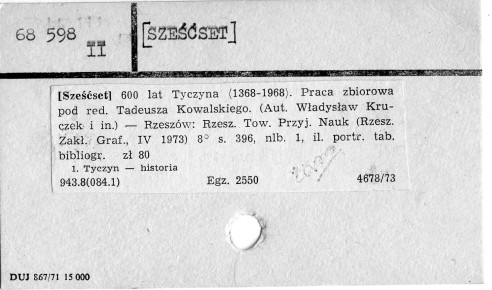 68 598
II
[SZEŚĆSET]
[Sześćset] 600 lat Tyczyna (1368-1968). Praca zbiorowa
pod red. Tadeusza Kowalskiego. (Aut. Władysław Kru-
czek i in.) — Rzeszów: Rzesz. Tow. Przyj. Nauk (Rzesz.
Zakł. Graf., IV 1973) 8° s. 396, nlb. 1, il. portr. tab.
bibliogr. zł 80
1. Tyczyn — historia
943.8(084.1) Egz. 2550 4678/73
DUJ 867/71 15 000